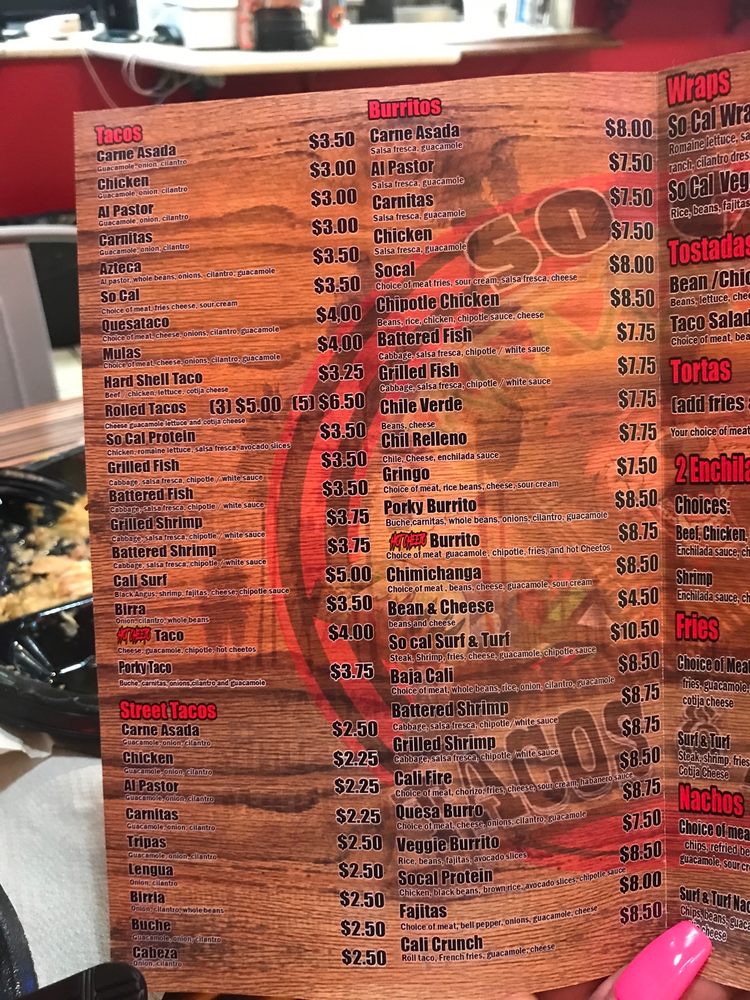 Tacos
Carne Asada $3.50
Guacamole, onion, cilantro
Chicken $3.00
Guacamole, onion, cilantro
Al Pastor $3.00
Guacamole, onion, cilantro
Carnitas $3.00
Guacamole, onion, cilantro
Azteca $3.50
Al pastor, whole beans, onions, cilantro, guacamole
So Cal $3.50
Choice of meat, fries cheese, sour cream
Quesataco $4,00
Choice of meat, cheese, onions, cilantro, guacamole
Mulas $4,00
Choice of meat, cheese, onions, cilantro, guacamole
Hard Shell Taco $3.25
Beef / chicken, lettuce, cotija cheese
Rolled Tacos (3) $5.00 (5) $6.50
Cheese guacamole lettuce and cotija cheese
So Cal Protein $3.50
Chicken, romaine lettuce, salsa fresca, avocado slices
Grilled Fish $3.50
Cabbage, salsa fresca, chipotle / white sauce
Battered Fish $3.50
Cabbage, salsa fresca, chipotle / white sauce
Grilled Shrimp $3.75
Cabbage, salsa fresca, chipotle / white sauce
Battered Shrimp $3.75
Cabbage, salsa fresca, chipotle / white sauce
Cali Surf $5.00
Black Angus, shrimp, fajitas, cheese, chipotle sauce
Birra $3.50
Onion, cilantro, whole beans
Taco $4.00
Cheese, guacamole, chipotle, hot cheetos
Porky Taco $3.75
Buche, carnitas, onions, cilantro and guacamole
Street Tacos
Carne Asada $2.50
Guacamole, onion, cilantro
Chicken $2.25
Guacamole, onion, cilantro
Al Pastor $2.25
Guacamole, onion, cilantro
Carnitas $2.25
Guacamole, onion, cilantro
Tripas $2.50
Guacamole, onion, cilantro
Lengua $2.50
Onion, cilantro
Birria $2.50
Onion, cilantro, whole beans
Buche $2.50
Guacamole, onion, cilantro
Cabeza $2.50
Onion, cilantro
Burritos
Carne Asada $8.00
Salsa fresca, guacamole
Al Pastor $7.50
Salsa fresca, guacamole
Carnitas $7.50
Salsa fresca, guacamole
Chicken $7.50
Salsa fresca, guacamole
Socal $8.00
Choice of meat fries, sour cream, salsa fresca, cheese
Chipotle Chicken $8.50
Beans, rice, chicken, chipotle sauce, cheese
Battered Fish $7.75
Cabbage, salsa fresca, chipotle / white sauce
Grilled Fish $7.75
Cabbage, salsa fresca, chipotle / white sauce
Chile Verde $7.75
Beans, cheese
Chil Relleno $7.75
Chile, Cheese, enchilada sauce
Gringo $7.50
Choice of meat, rice beans, cheese, sour cream
Porky Burrito $8.50
Buche, carnitas, whole beans, onions, cilantro, guacamole
Burrito $8.75
Choice of meat guacamole, chipotle, fries, and hot Cheetos
Chimichanga $8.50
Choice of meat, beans, cheese, guacamole, sour cream
Bean & Cheese $4.50
beans and cheese
So cal Surf & Turf $10.50
Steak, Shrimp, fries, cheese, guacamole, chipotle sauce
Baja Cali $8.50
Choice of meat, whole beans, rice, onion, cilantro, guacamole
Battered Shrimp $8.75
Cabbage, salsa fresca, chipotle / white sauce
Grilled Shrimp $8.75
Cabbage, salsa fresca, chipotle / white sauce
Cali Fire $8.50
Choice of meat, chorizo, fries, cheese, sour cream, habanero sauce
Quesa Burro $8.75
Choice of meat, cheese, onions, cilantro, guacamole
Veggie Burrito $7.50
Rice, beans, fajitas, avocado slices
Socal Protein $8.50
Chicken, black beans, brown rice, avocado slices, chipotle sauce
Fajitas $8.00
Choice of meat, bell pepper, onions, guacamole, cheese
Cali Crunch $8.50
Roll taco, French fries, guacamole, cheese
SO
TACOS
Wraps
So Cal Wra
Romaine lettuce, s
ranch, cilantro dres
So Cal Veg
Rice, beans, fajitas
Tostadas
Bean /Chi
Beans, lettuce, che
Taco Salad
Choice of meat, bea
Tortas
(add fries
Your choice of meat
2 Enchila
Choices:
Beef, Chicken,
Enchilada sauce, ch
Shrimp
Enchilada sauce, ch
Fries
Choice of Meat
fries, guacamole
cotija cheese
Surf & Turf
Steak, shrimp, fries
Cotija Cheese
Nachos
Choice of mea
chips, refried be
guacamole, sour cr
Surf & Turf Nac
Chips, beans, guaca
cheese